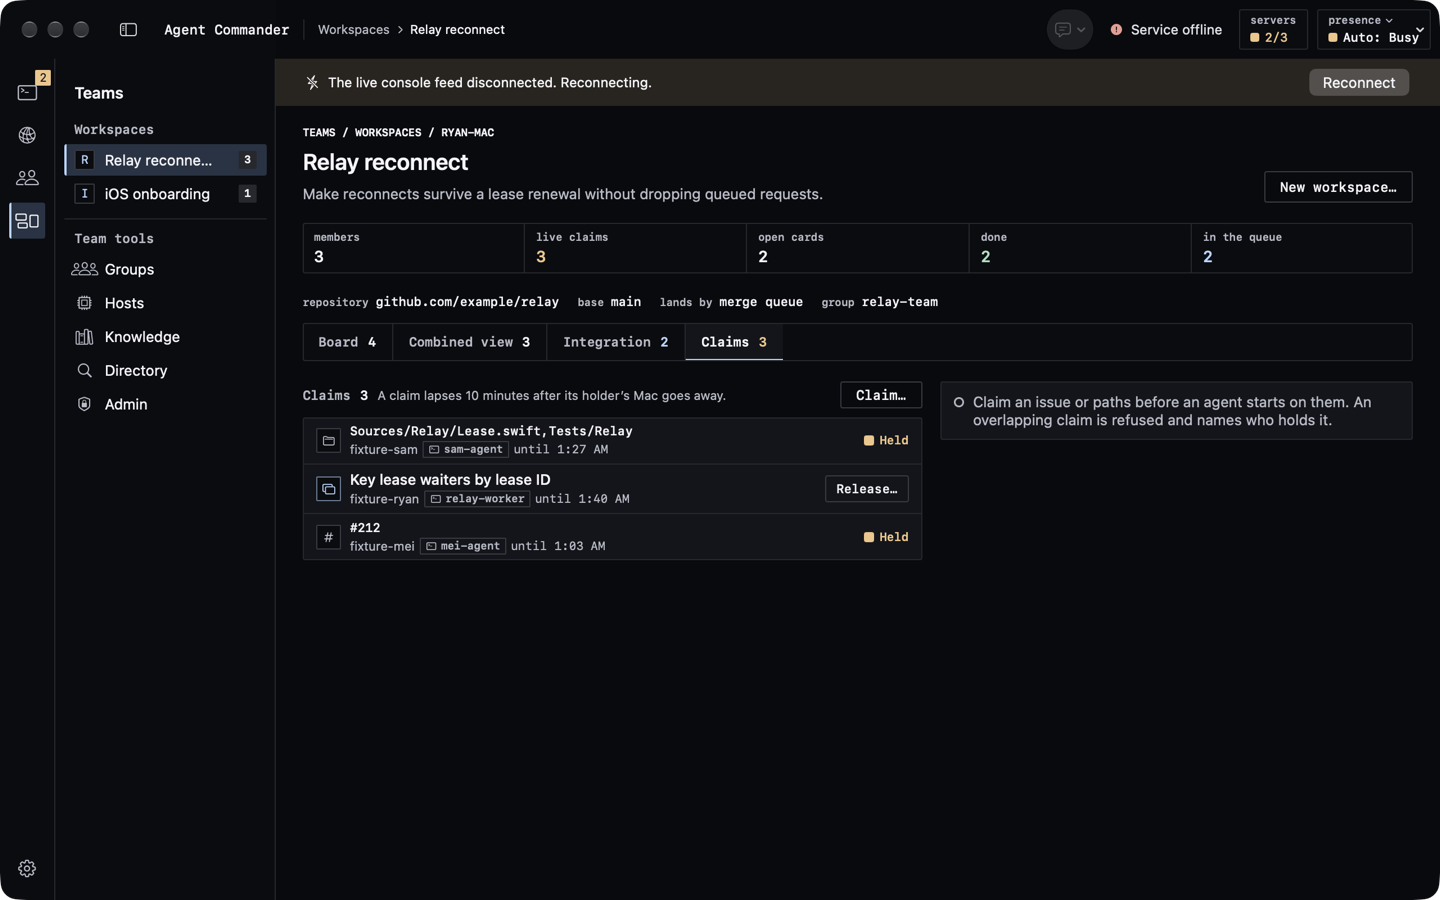 Agent Commander
Workspaces > Relay reconnect
Service offline
servers
2/3
presence
Auto: Busy
2
Teams
Workspaces
R Relay reconne… 3
I iOS onboarding 1
Team tools
Groups
Hosts
Knowledge
Directory
Admin
The live console feed disconnected. Reconnecting.
Reconnect
TEAMS / WORKSPACES / RYAN-MAC
Relay reconnect
Make reconnects survive a lease renewal without dropping queued requests.
New workspace…
members
3
live claims
3
open cards
2
done
2
in the queue
2
repository github.com/example/relay base main lands by merge queue group relay-team
Board 4 Combined view 3 Integration 2 Claims 3
Claims 3 A claim lapses 10 minutes after its holder’s Mac goes away.
Claim…
Sources/Relay/Lease.swift,Tests/Relay
fixture-sam sam-agent until 1:27 AM
Held
Key lease waiters by lease ID
fixture-ryan relay-worker until 1:40 AM
Release…
# #212
fixture-mei mei-agent until 1:03 AM
Held
Claim an issue or paths before an agent starts on them. An
overlapping claim is refused and names who holds it.